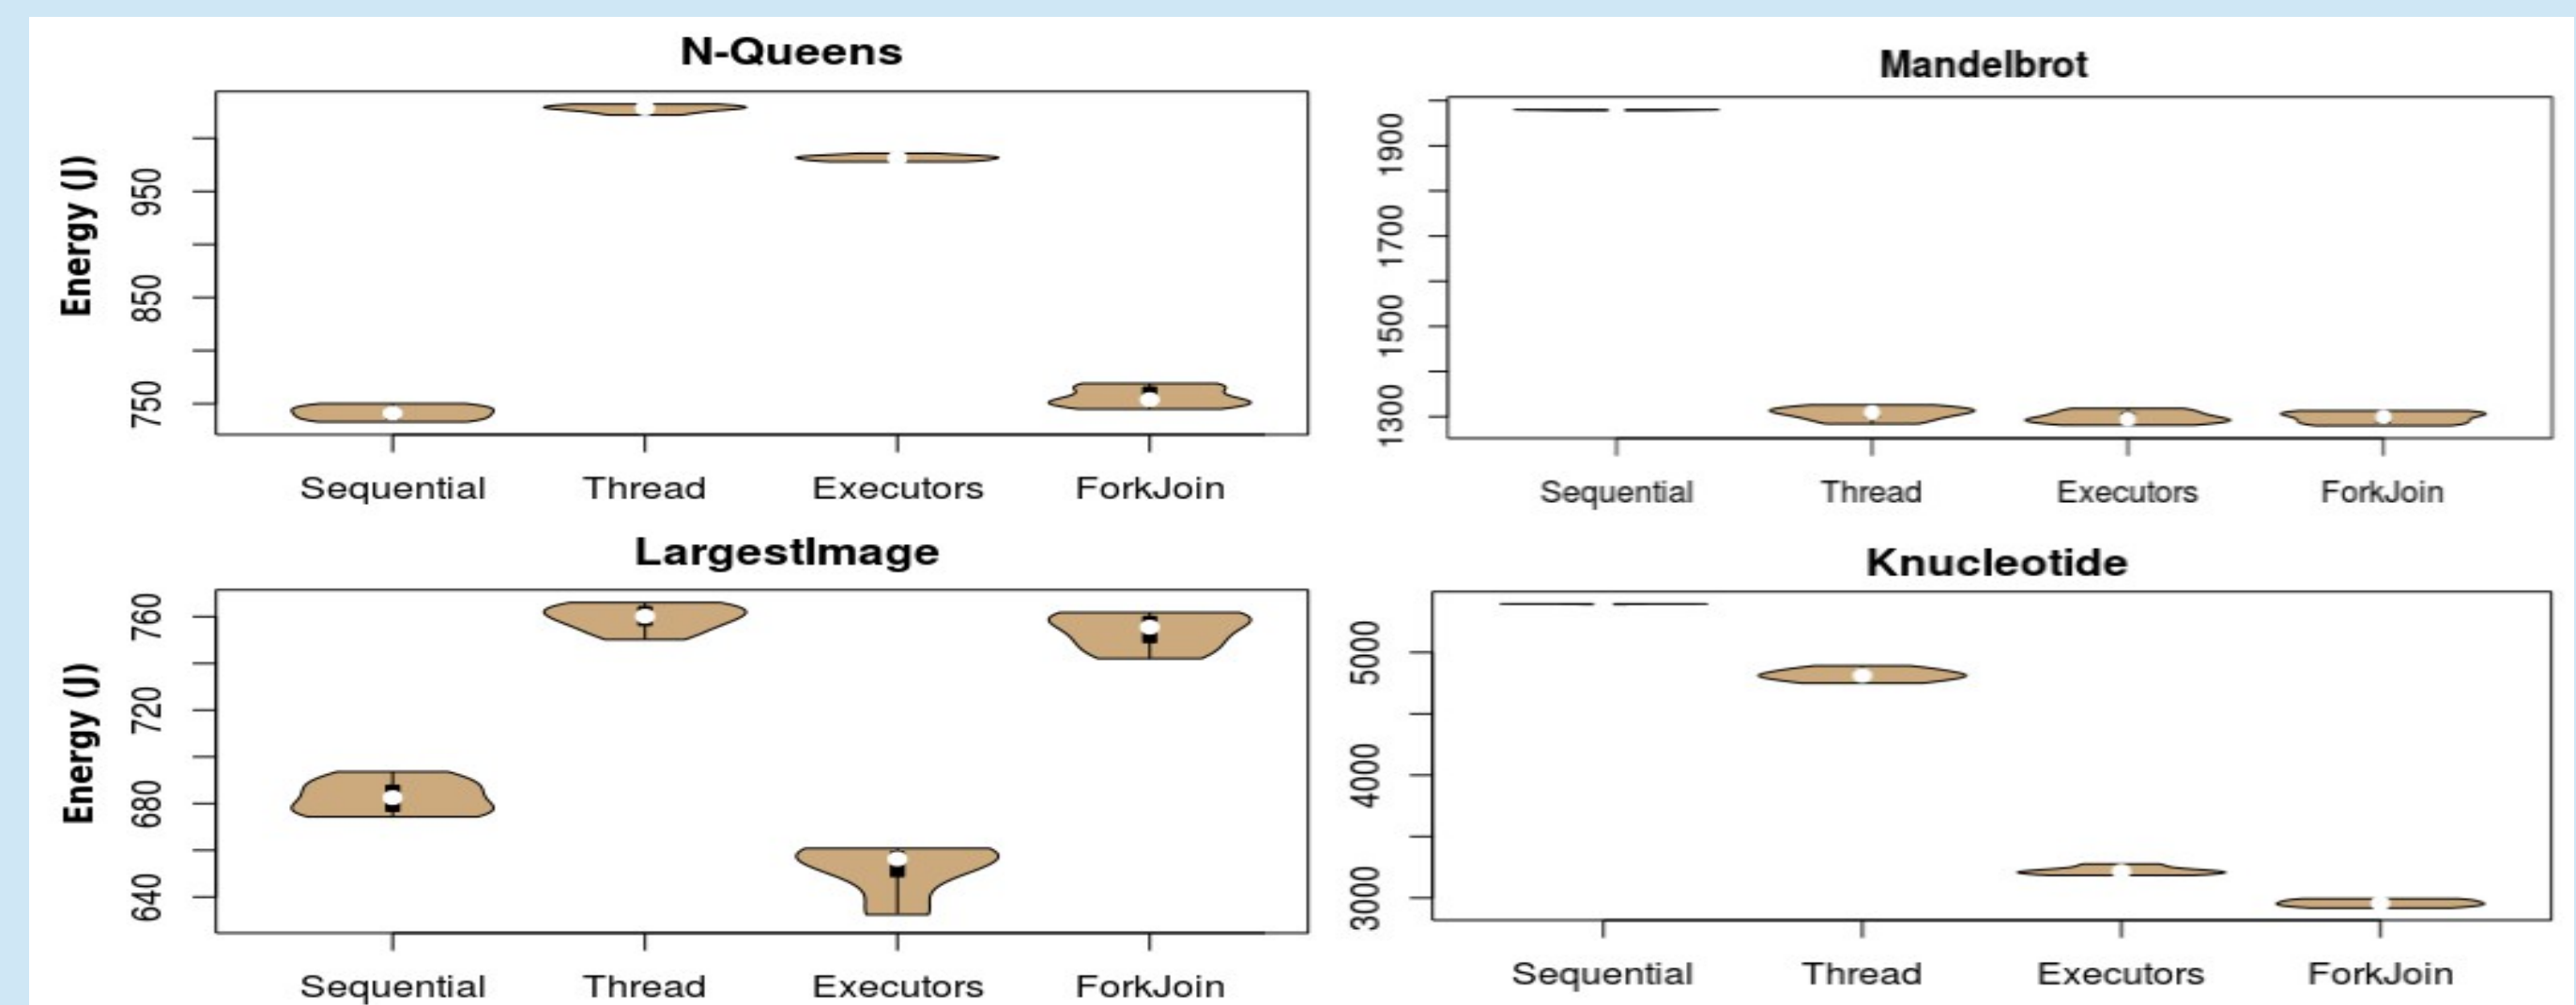 N-Queens
Energy (J)
950
850
750
Sequential Thread Executors ForkJoin
Mandelbrot
1900
1700
1500
1300
Sequential Thread Executors ForkJoin
LargestImage
Energy (J)
760
720
680
640
Sequential Thread Executors ForkJoin
Knucleotide
5000
4000
3000
Sequential Thread Executors ForkJoin